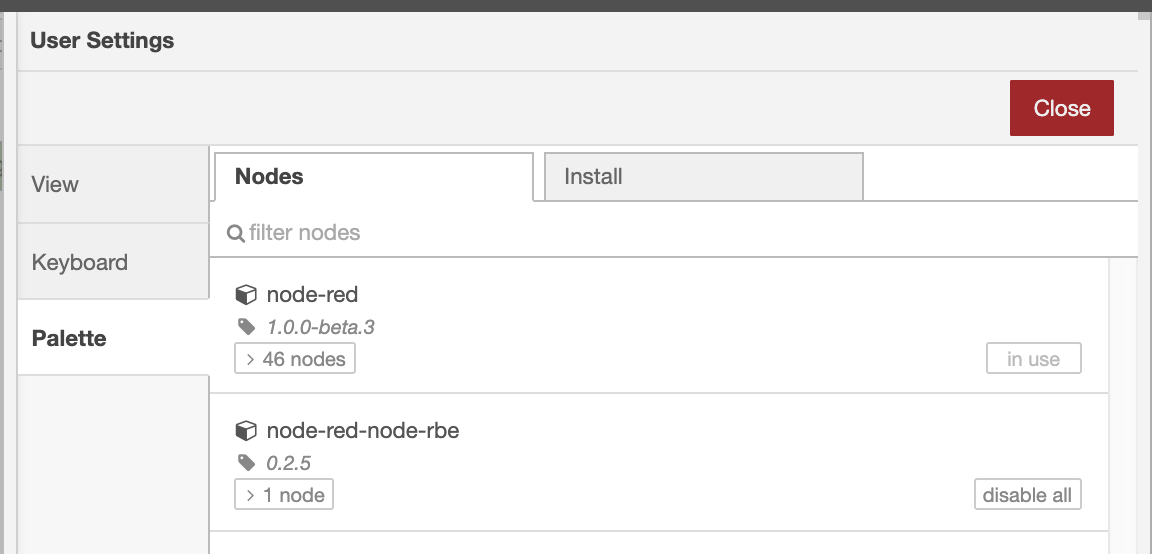 User Settings
Close
View
Keyboard
Palette
Nodes
Install
filter nodes
node-red
1.0.0-beta.3
> 46 nodes
in use
node-red-node-rbe
0.2.5
> 1 node
disable all